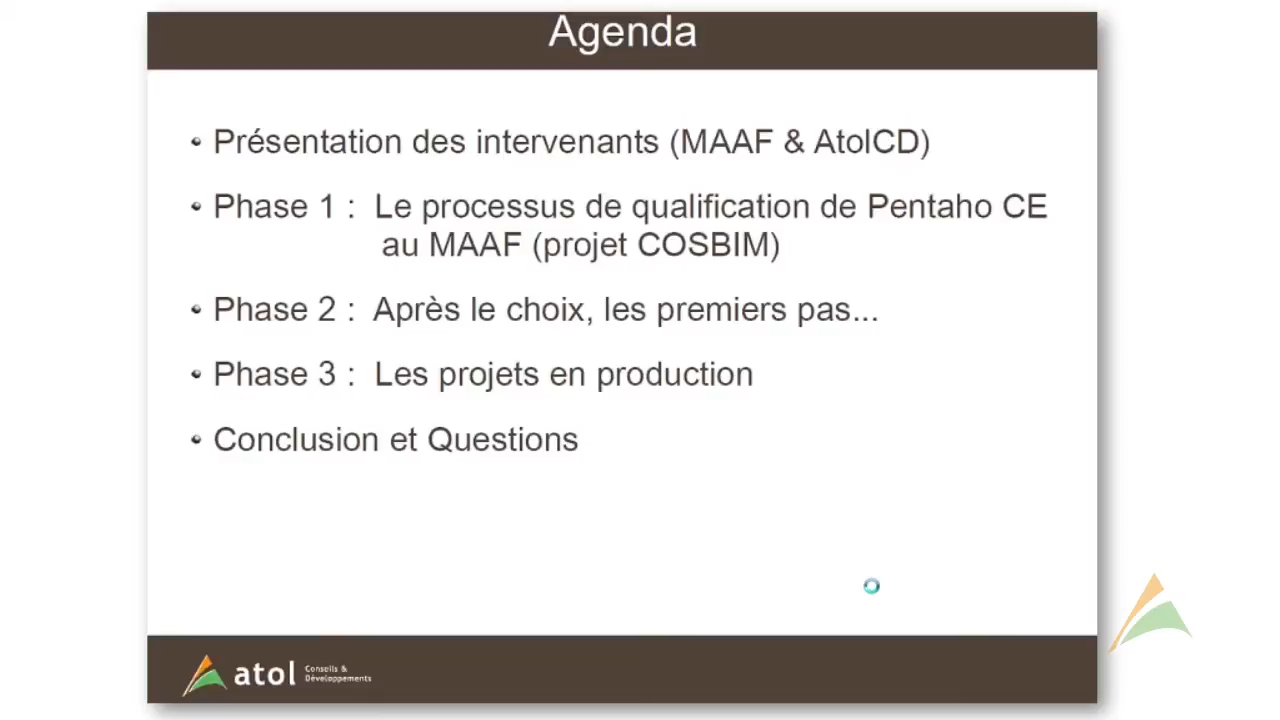 Agenda
Présentation des intervenants (MAAF & AtolCD)
Phase 1 : Le processus de qualification de Pentaho CE
au MAAF (projet COSBIM)
Phase 2 : Après le choix, les premiers pas...
Phase 3 : Les projets en production
Conclusion et Questions
atol Conseils &
Développements